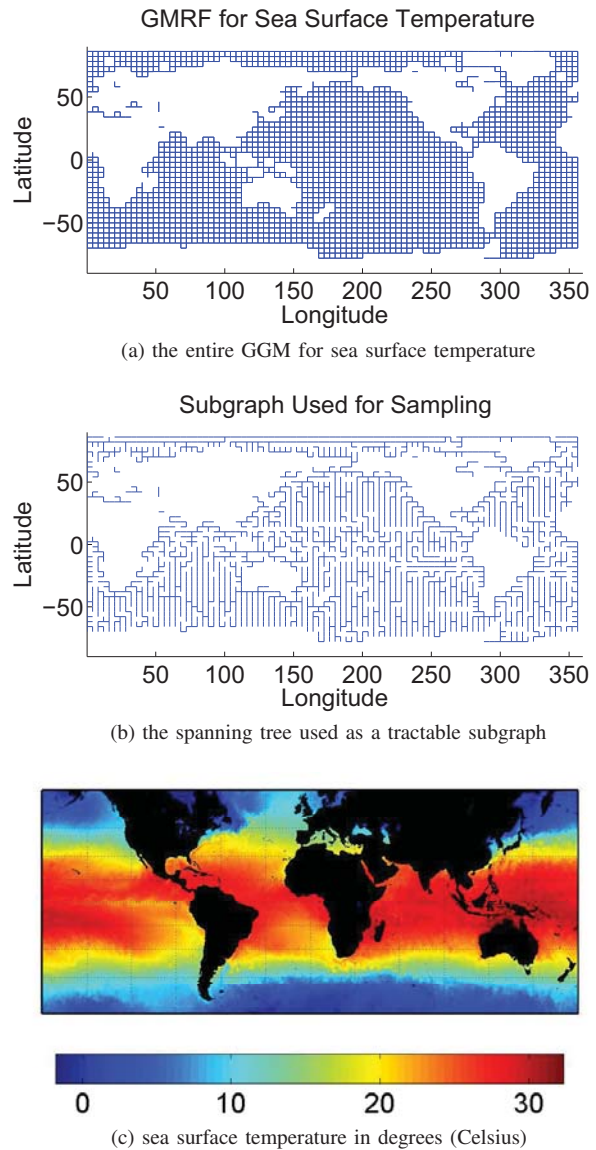 GMRF for Sea Surface Temperature
50
0
−50
Latitude
50 100 150 200 250 300 350
Longitude
(a) the entire GGM for sea surface temperature
Subgraph Used for Sampling
50
0
−50
Latitude
50 100 150 200 250 300 350
Longitude
(b) the spanning tree used as a tractable subgraph
0 10 20 30
(c) sea surface temperature in degrees (Celsius)